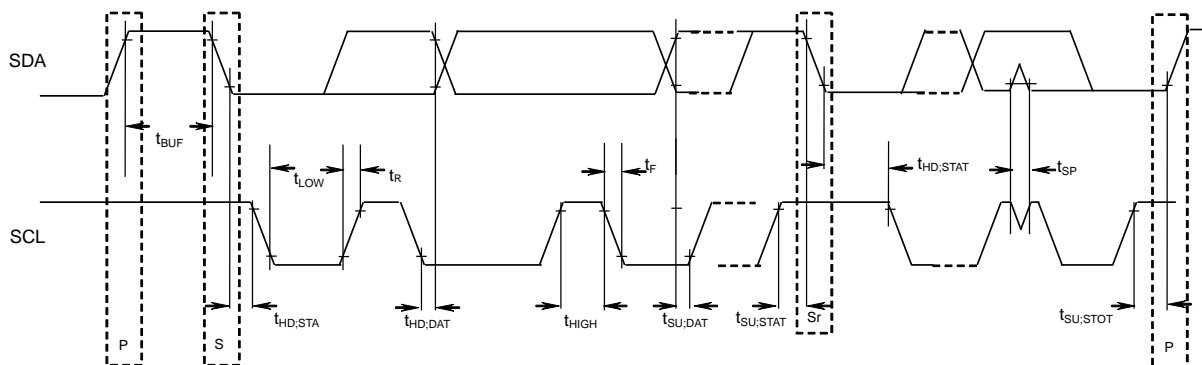 SDA
tBUF
tLOW
tR
tF
tHD;STAT
tSP
SCL
tHD;STA
tHD;DAT
tHIGH
tSU;DAT
tSU;STAT
Sr
tSU;STOT
P
S
P